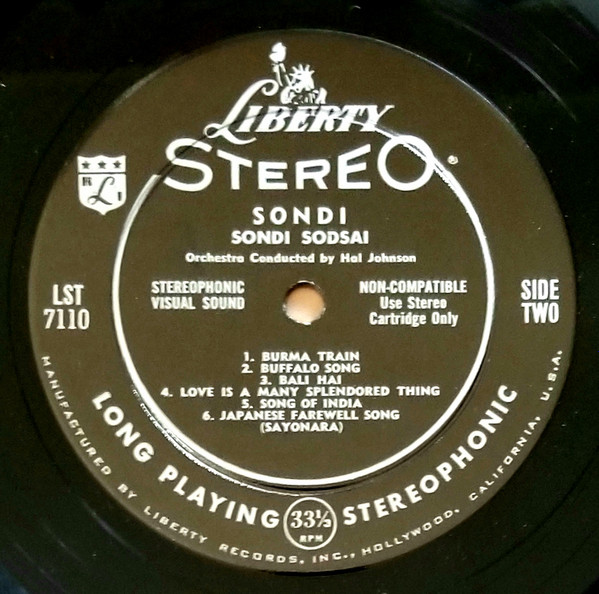 LIBERTY
STEREO®
R L I
SONDI
SONDI SODSAI
Orchestra Conducted by Hal Johnson
LST
7110
STEREOPHONIC
VISUAL SOUND
NON-COMPATIBLE
Use Stereo
Cartridge Only
SIDE
TWO
1. BURMA TRAIN
2. BUFFALO SONG
3. BALI HAI
4. LOVE IS A MANY SPLENDORED THING
5. SONG OF INDIA
6. JAPANESE FAREWELL SONG
(SAYONARA)
LONG PLAYING 33⅓ RPM STEREOPHONIC
MANUFACTURED BY LIBERTY RECORDS, INC., HOLLYWOOD, CALIFORNIA, U.S.A.